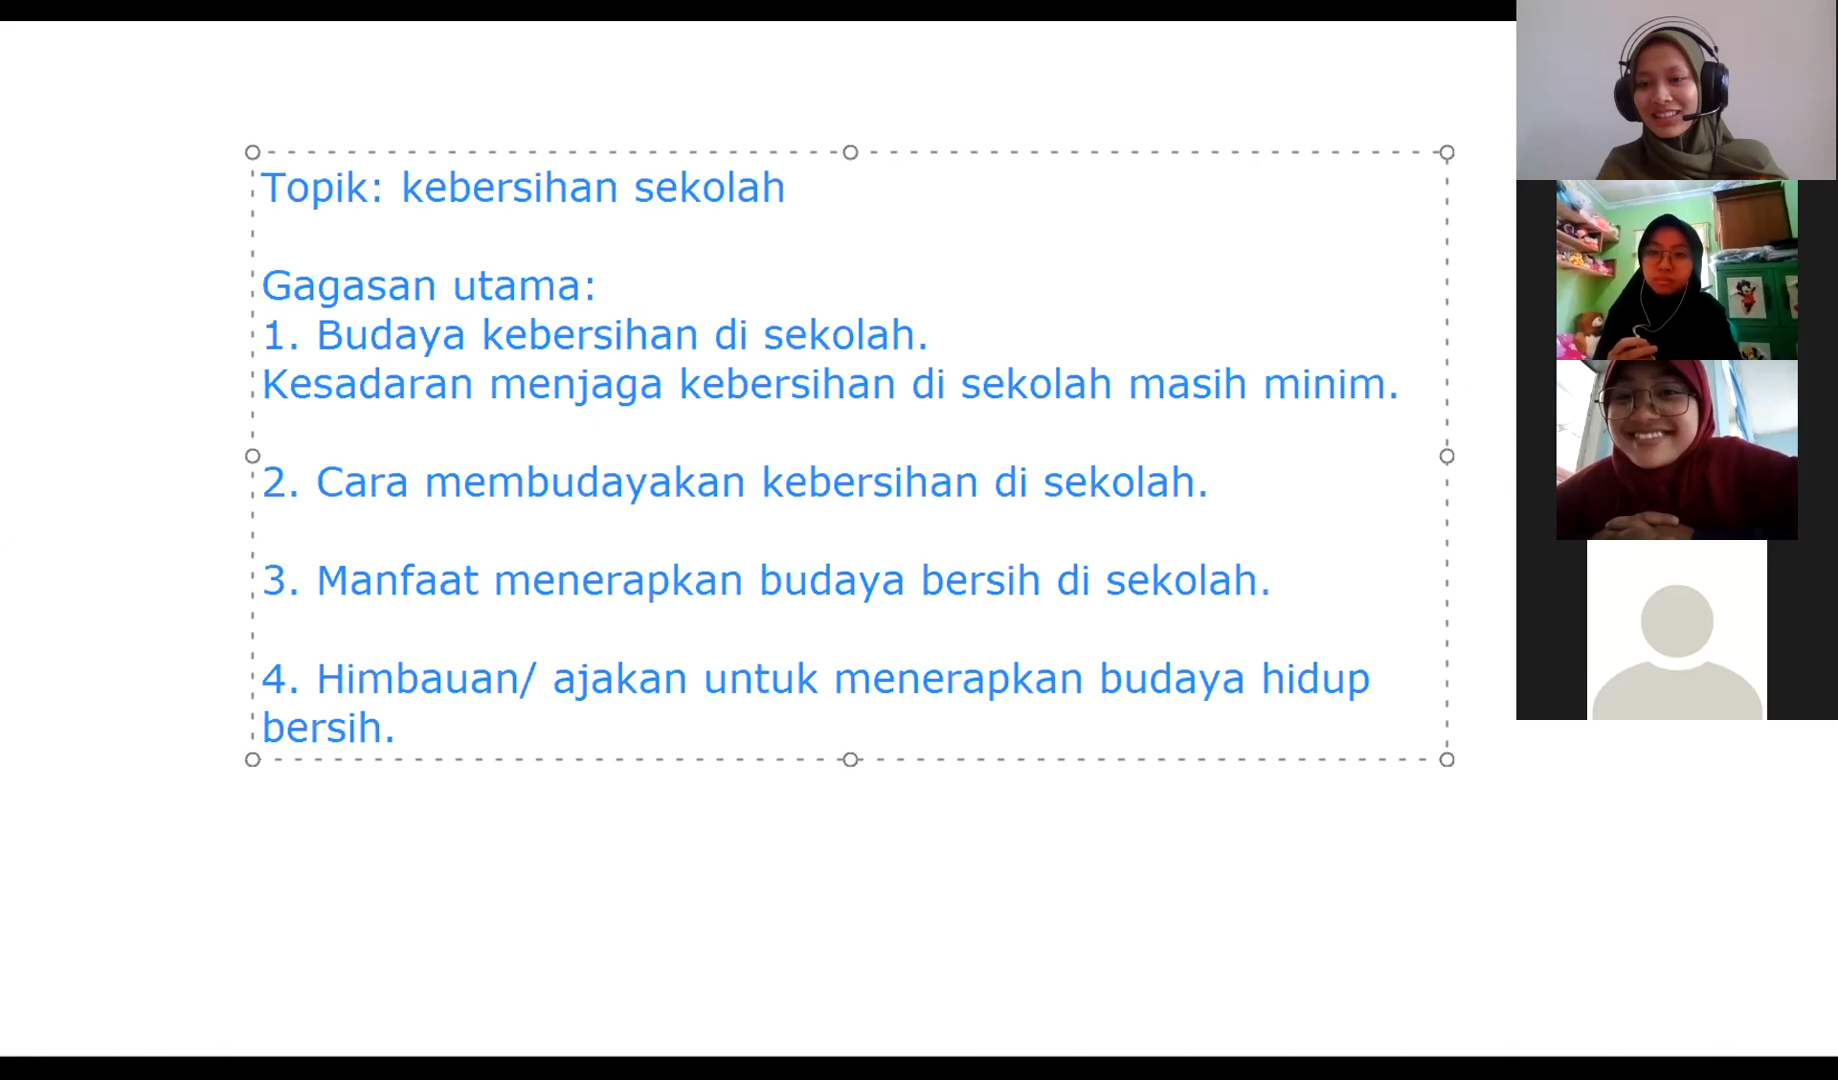 Topik: kebersihan sekolah
Gagasan utama:
1. Budaya kebersihan di sekolah.
Kesadaran menjaga kebersihan di sekolah masih minim.
2. Cara membudayakan kebersihan di sekolah.
3. Manfaat menerapkan budaya bersih di sekolah.
4. Himbauan/ ajakan untuk menerapkan budaya hidup
bersih.